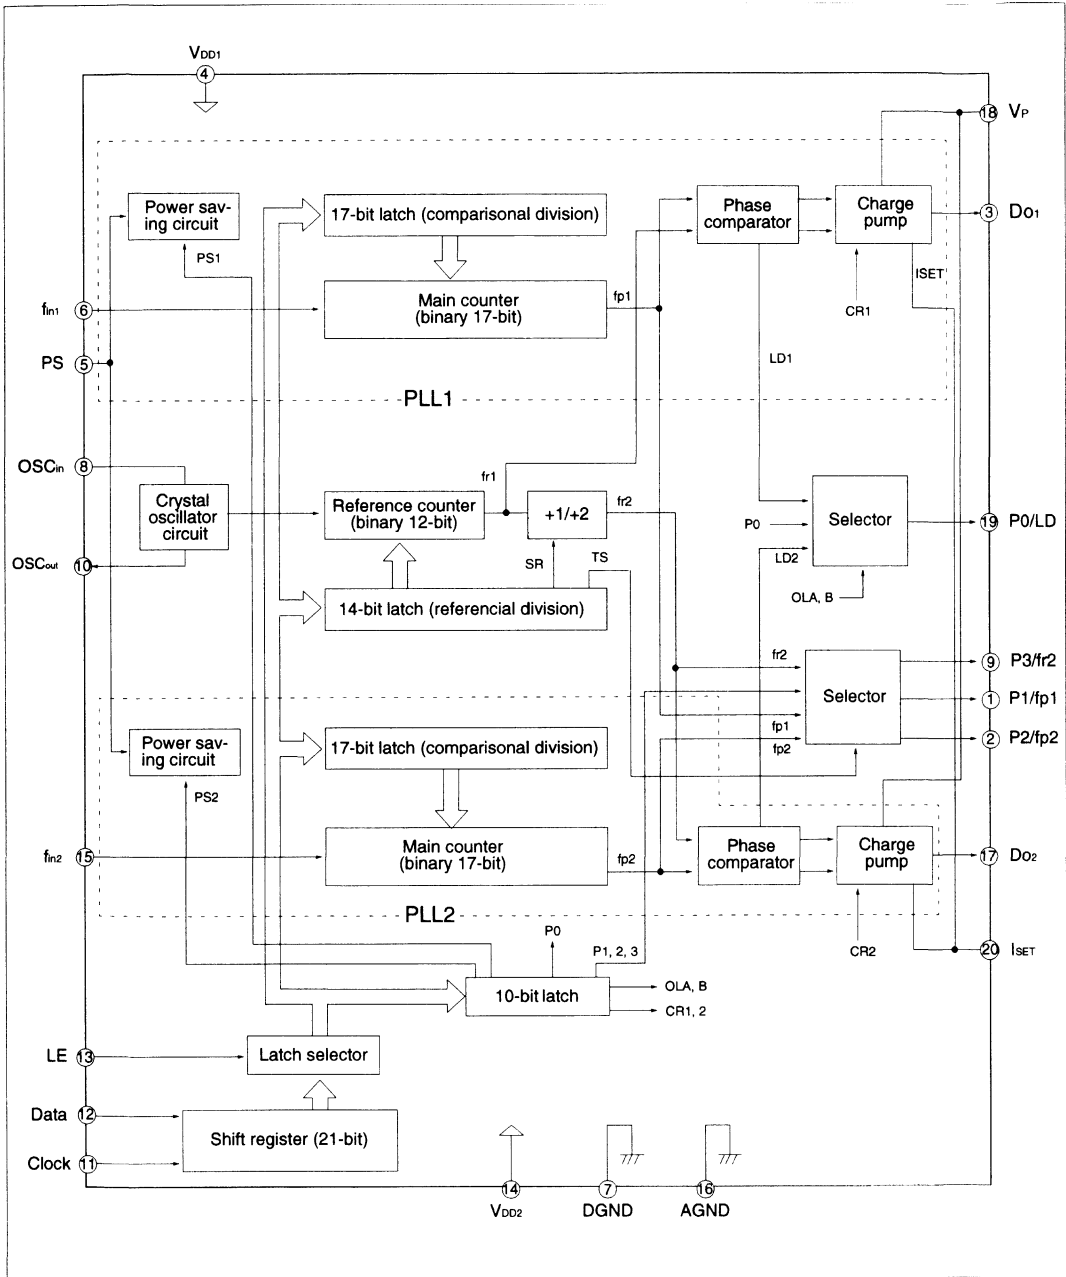 VDD1
4
18 VP
Power sav-
ing circuit
17-bit latch (comparisonal division)
Phase
comparator
Charge
pump
3 Do1
PS1
ISET
Main counter
(binary 17-bit)
fp1
fin1 6
CR1
PS 5
LD1
PLL1
OSCin 8
fr1
Crystal
oscillator
circuit
Reference counter
(binary 12-bit)
+1/+2
fr2
P0
Selector
19 P0/LD
OSCout 10
SR
TS
LD2
14-bit latch (referencial division)
OLA, B
fr2
9 P3/fr2
Selector
1 P1/fp1
fp1
2 P2/fp2
fp2
Power sav-
ing circuit
17-bit latch (comparisonal division)
PS2
Main counter
(binary 17-bit)
fp2
Phase
comparator
Charge
pump
fin2 15
17 Do2
PLL2
P0
P1, 2, 3
CR2
20 ISET
10-bit latch
OLA, B
CR1, 2
LE 13
Latch selector
Data 12
Shift register (21-bit)
Clock 11
14
7
16
VDD2
DGND
AGND